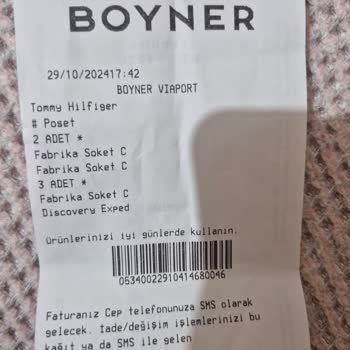 BOYNER
29/10/202417:42
BOYNER VIAPORT
Tommy Hilfiger
# Poset
2 ADET *
Fabrika Soket C
Fabrika Soket C
3 ADET *
Fabrika Soket C
Discovery Exped
Ürünlerinizi iyi günlerde kullanın.
05340022910414680046
Faturanız Cep telefonunuza SMS olarak
gelecek. İade/değişim işlemlerinizi bu
kağıt ya da SMS ile gelen